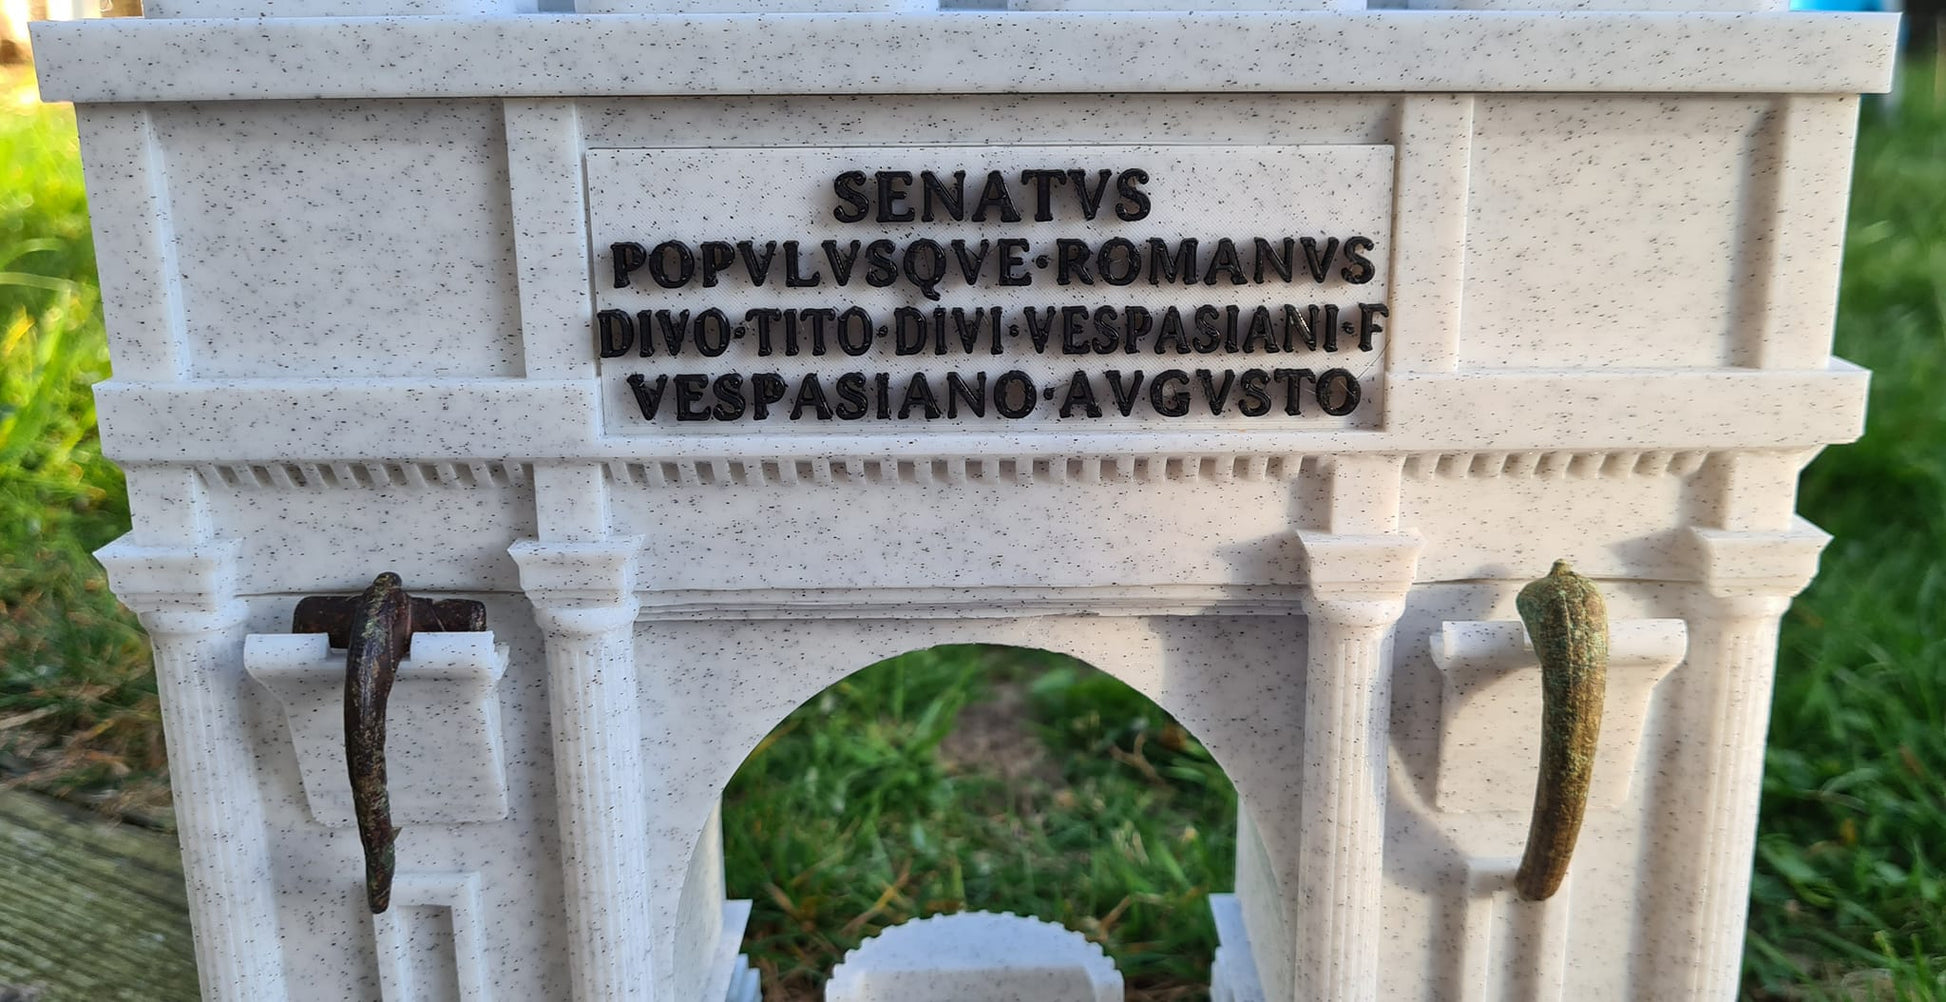 SENATVS
POPVLVSQVE·ROMANVS
DIVO·TITO·DIVI·VESPASIANI·F
VESPASIANO·AVGVSTO